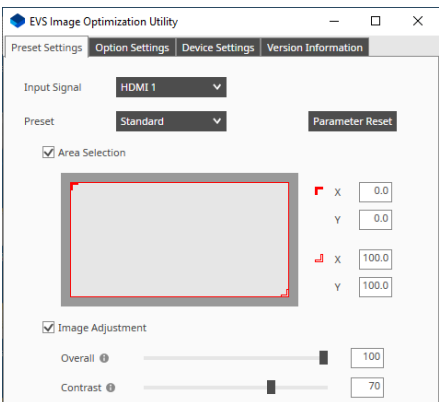 EVS Image Optimization Utility
Preset Settings Option Settings Device Settings Version Information
Input Signal HDMI 1
Preset Standard Parameter Reset
Area Selection
X 0.0
Y 0.0
X 100.0
Y 100.0
Image Adjustment
Overall 100
Contrast 70